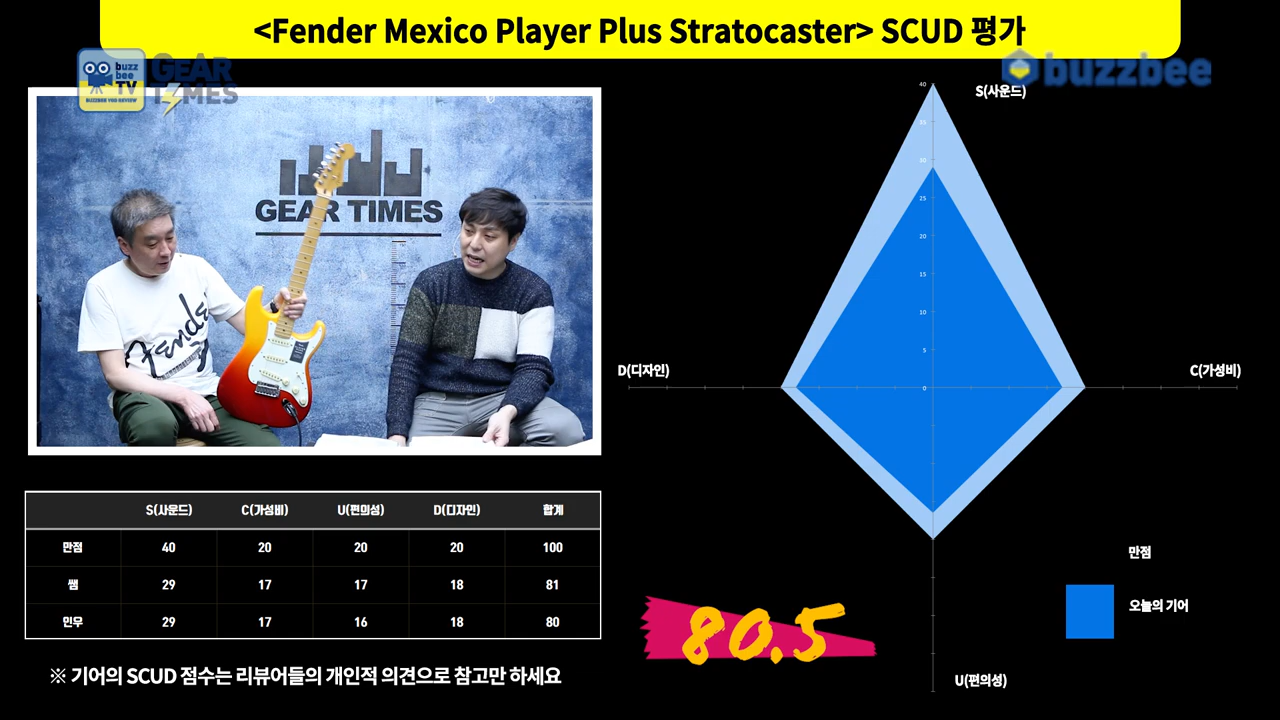 <Fender Mexico Player Plus Stratocaster> SCUD 평가
buzz
bee
TV
BUZZBEE YOU REVIEW
GEAR
TIMES
buzzbee
GEAR TIMES
Fender
S(사운드)
40
35
30
25
20
15
10
5
0
D(디자인)
C(가성비)
U(편의성)
만점
오늘의 기어
S(사운드) C(가성비) U(편의성) D(디자인) 합계
만점 40 20 20 20 100
쌤 29 17 17 18 81
민우 29 17 16 18 80
80.5
※ 기어의 SCUD 점수는 리뷰어들의 개인적 의견으로 참고만 하세요